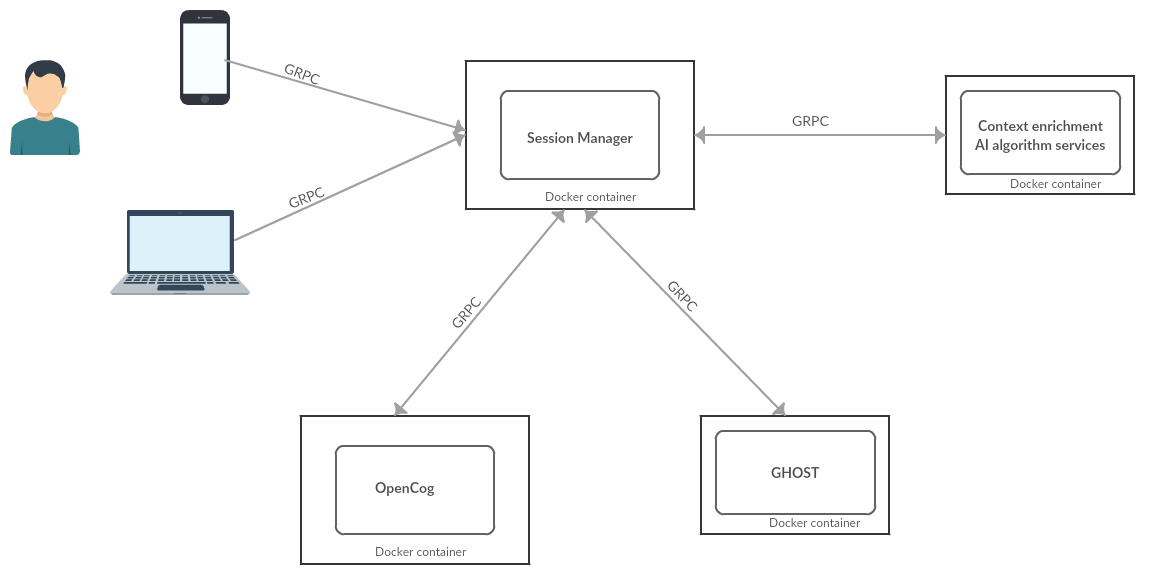 GRPC
GRPC
Session Manager
Docker container
GRPC
Context enrichment
AI algorithm services
Docker container
GRPC
GRPC
OpenCog
Docker container
GHOST
Docker container